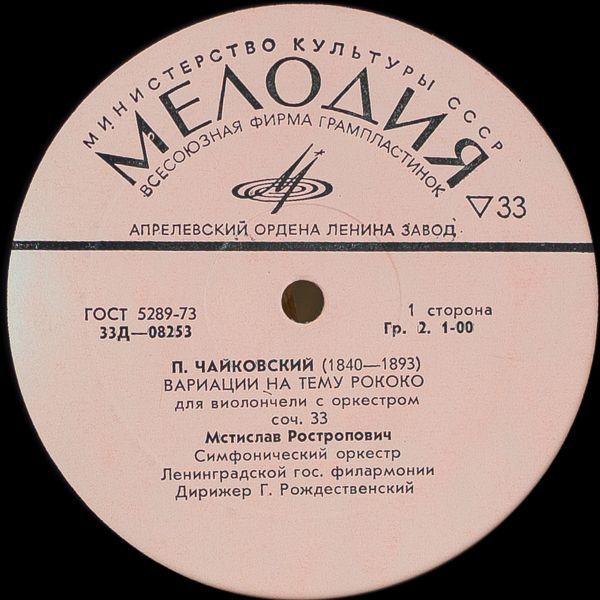 МИНИСТЕРСТВО КУЛЬТУРЫ СССР
МЕЛОДИЯ
ВСЕСОЮЗНАЯ ФИРМА ГРАМПЛАСТИНОК
▽33
АПРЕЛЕВСКИЙ ОРДЕНА ЛЕНИНА ЗАВОД
ГОСТ 5289-73
33Д—08253
1 сторона
Гр. 2. 1-00
П. ЧАЙКОВСКИЙ (1840—1893)
ВАРИАЦИИ НА ТЕМУ РОКОКО
для виолончели с оркестром
соч. 33
Мстислав Ростропович
Симфонический оркестр
Ленинградской гос. филармонии
Дирижер Г. Рождественский